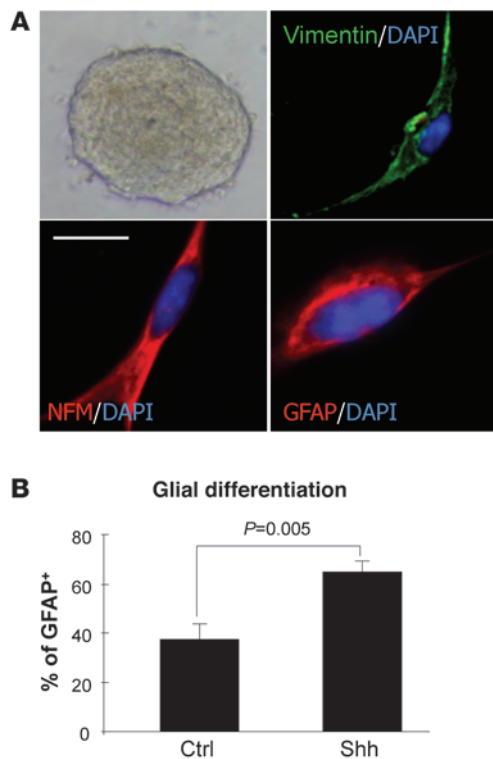 A
Vimentin/DAPI
NFM/DAPI
GFAP/DAPI
B
Glial differentiation
P=0.005
% of GFAP+
80
60
40
20
0
Ctrl
Shh